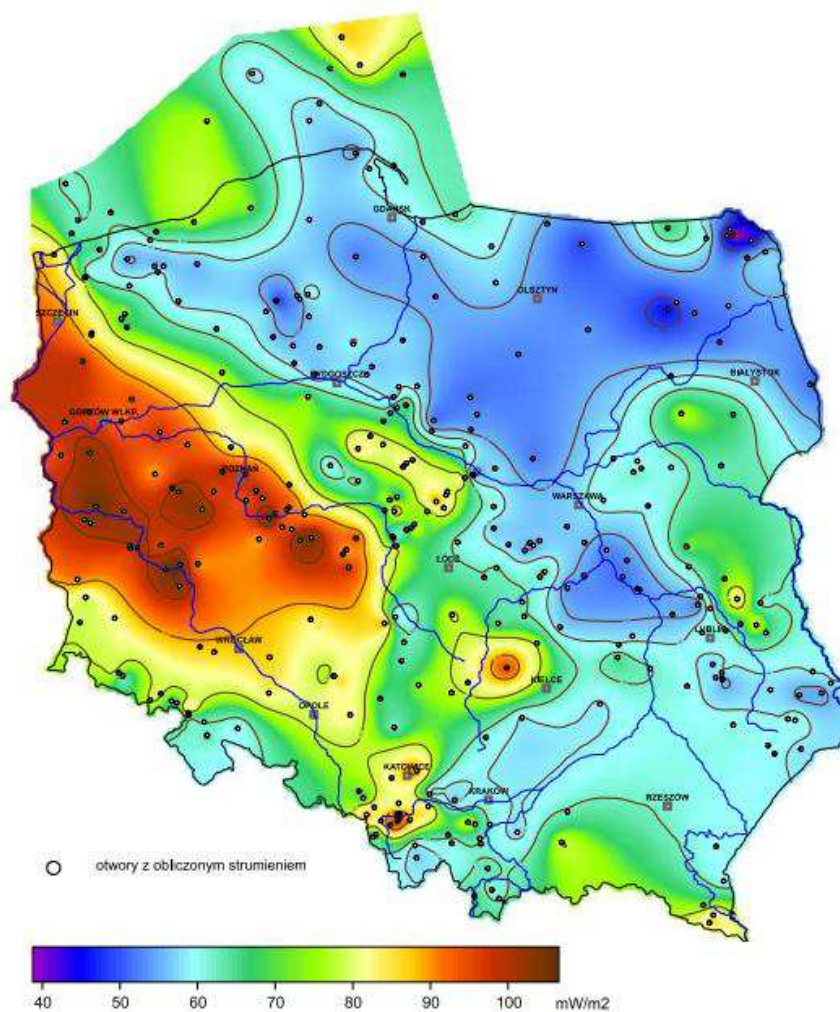 GDAŃSK
OLSZTYN
SZCZECIN
BIAŁYSTOK
BYDGOSZCZ
GORZÓW WLKP.
POZNAŃ
WARSZAWA
ŁÓDŹ
LUBLIN
WROCŁAW
KIELCE
OPOLE
KATOWICE
KRAKÓW
RZESZÓW
otwory z obliczonym strumieniem
40 50 60 70 80 90 100 mW/m2